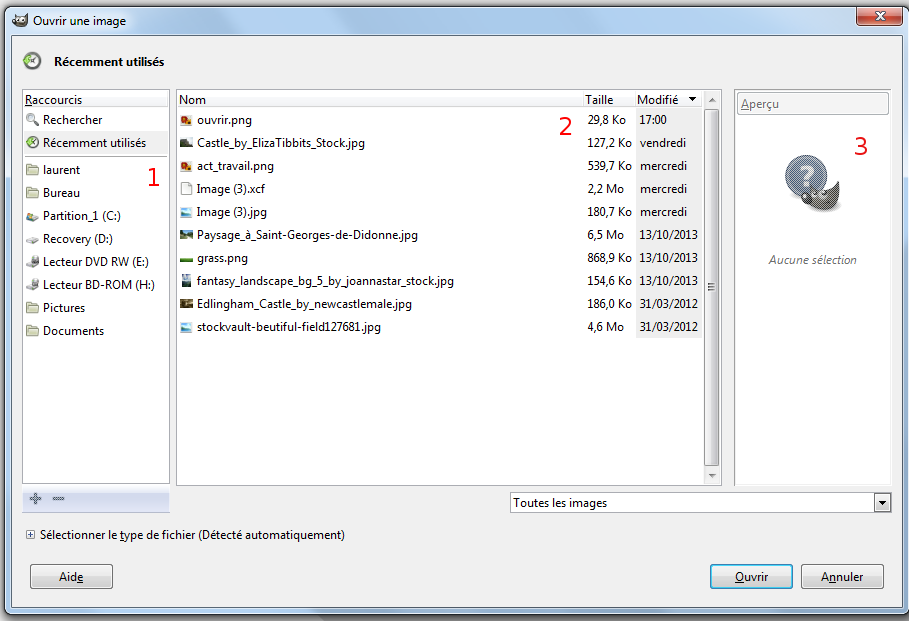 Ouvrir une image
Récemment utilisés
Raccourcis
Rechercher
Récemment utilisés
laurent
1
Bureau
Partition_1 (C:)
Recovery (D:)
Lecteur DVD RW (E:)
Lecteur BD-ROM (H:)
Pictures
Documents
Nom Taille Modifié
ouvrir.png 29,8 Ko 17:00
2
Castle_by_ElizaTibbits_Stock.jpg 127,2 Ko vendredi
act_travail.png 539,7 Ko mercredi
Image (3).xcf 2,2 Mo mercredi
Image (3).jpg 180,7 Ko mercredi
Paysage_à_Saint-Georges-de-Didonne.jpg 6,5 Mo 13/10/2013
grass.png 868,9 Ko 13/10/2013
fantasy_landscape_bg_5_by_joannastar_stock.jpg 154,6 Ko 13/10/2013
Edlingham_Castle_by_newcastlemale.jpg 186,0 Ko 31/03/2012
stockvault-beutiful-field127681.jpg 4,6 Mo 31/03/2012
Aperçu
3
?
Aucune sélection
Toutes les images
Sélectionner le type de fichier (Détecté automatiquement)
Aide
Ouvrir
Annuler